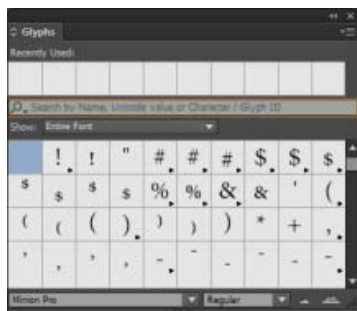 Glyphs
Recently Used:
Search by Name, Unicode value or Character / Glyph ID
Show: Entire Font
! ! " # # # $ $ $
$ $ $ $ % % & & ' (
( ( ( ) ) ) ) * + ,
Minion Pro Regular